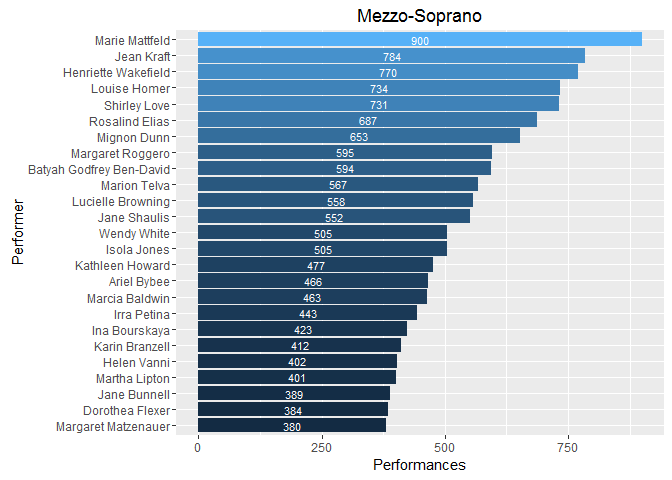 Mezzo-Soprano
Performer
Marie Mattfeld 900
Jean Kraft 784
Henriette Wakefield 770
Louise Homer 734
Shirley Love 731
Rosalind Elias 687
Mignon Dunn 653
Margaret Roggero 595
Batyah Godfrey Ben-David 594
Marion Telva 567
Lucielle Browning 558
Jane Shaulis 552
Wendy White 505
Isola Jones 505
Kathleen Howard 477
Ariel Bybee 466
Marcia Baldwin 463
Irra Petina 443
Ina Bourskaya 423
Karin Branzell 412
Helen Vanni 402
Martha Lipton 401
Jane Bunnell 389
Dorothea Flexer 384
Margaret Matzenauer 380
0 250 500 750
Performances